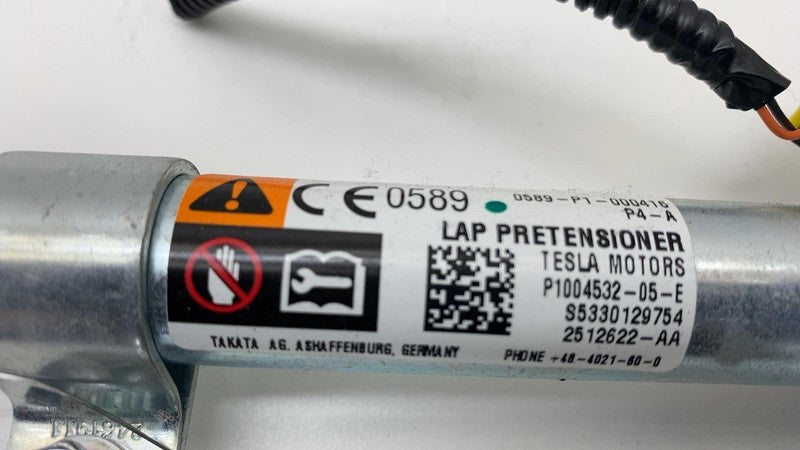 CE 0589 0589-P1-000415
P4-A
LAP PRETENSIONER
TESLA MOTORS
P1004532-05-E
S5330129754
2512622-AA
TAKATA AG. ASHAFFENBURG, GERMANY PHONE +48-4021-60-0